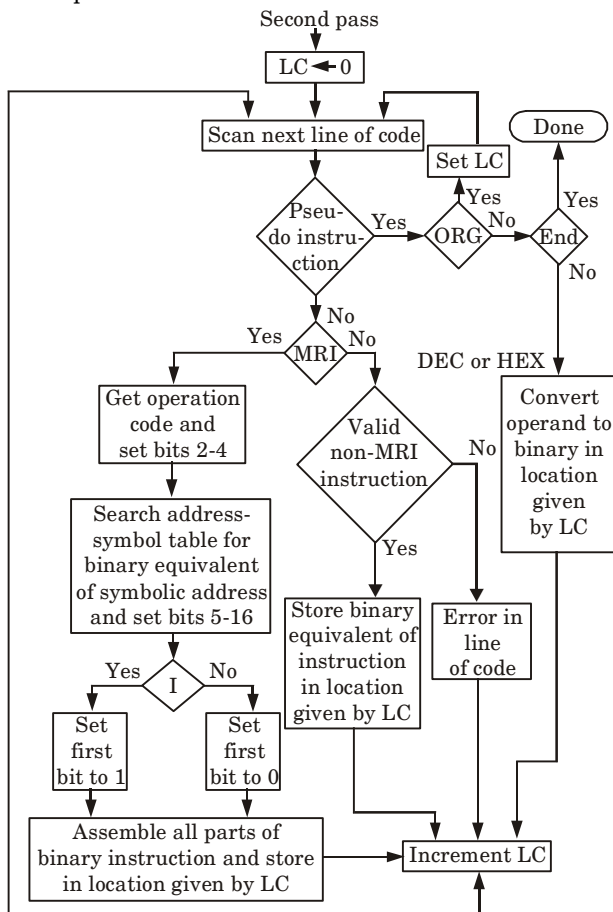 Second pass
LC ← 0
Scan next line of code
Done
Set LC
Yes
Yes
Pseu-
do instru-
ction
Yes
ORG
No
End
No
No
Yes
MRI
No
DEC or HEX
Get operation
code and
set bits 2-4
Valid
non-MRI
instruction
No
Convert
operand to
binary in
location
given
by LC
Search address-
symbol table for
binary equivalent
of symbolic address
and set bits 5-16
Yes
Store binary
equivalent of
instruction
in location
given by LC
Error in
line
of code
Yes
I
No
Set
first
bit to 1
Set
first
bit to 0
Assemble all parts of
binary instruction and store
in location given by LC
Increment LC